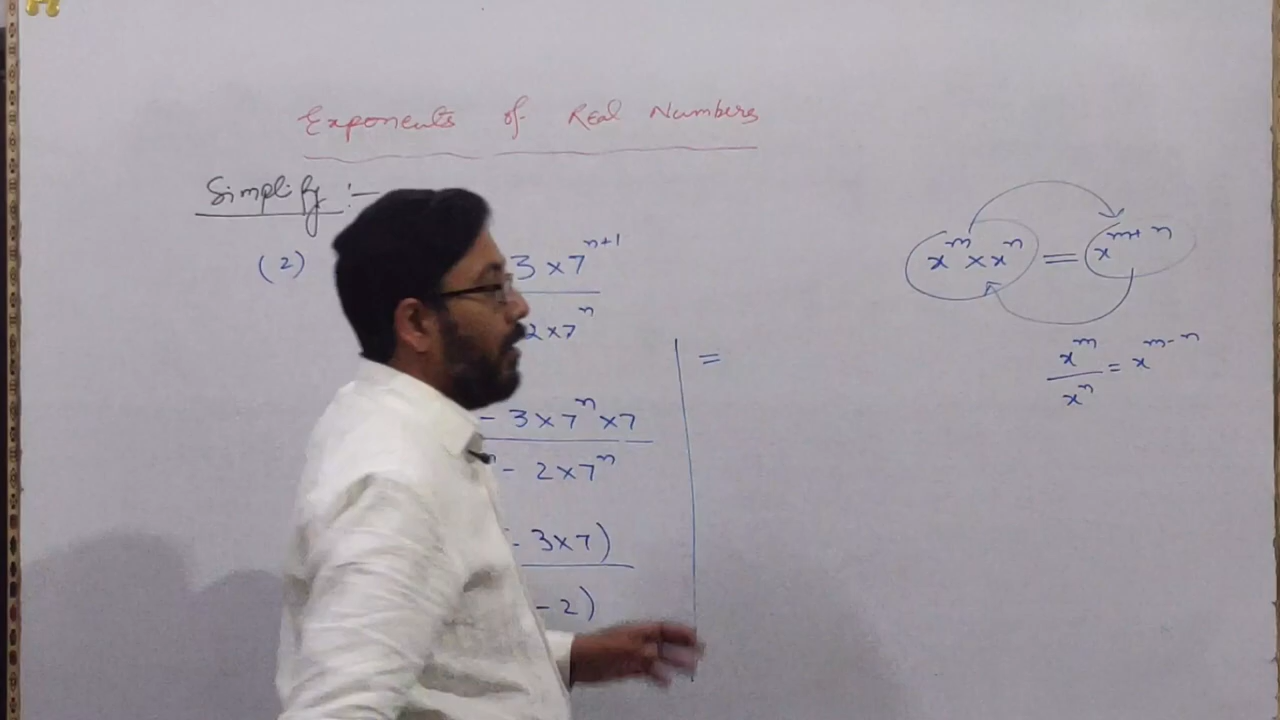 Exponents of Real Numbers
Simplify :-
(2) 3 x 7^{n+1}
2 x 7^n
- 3 x 7^n x 7
n - 2 x 7^n
- 3 x 7)
- 2)
=
x^m x x^n = x^{m+n}
x^m
x^n = x^{m-n}